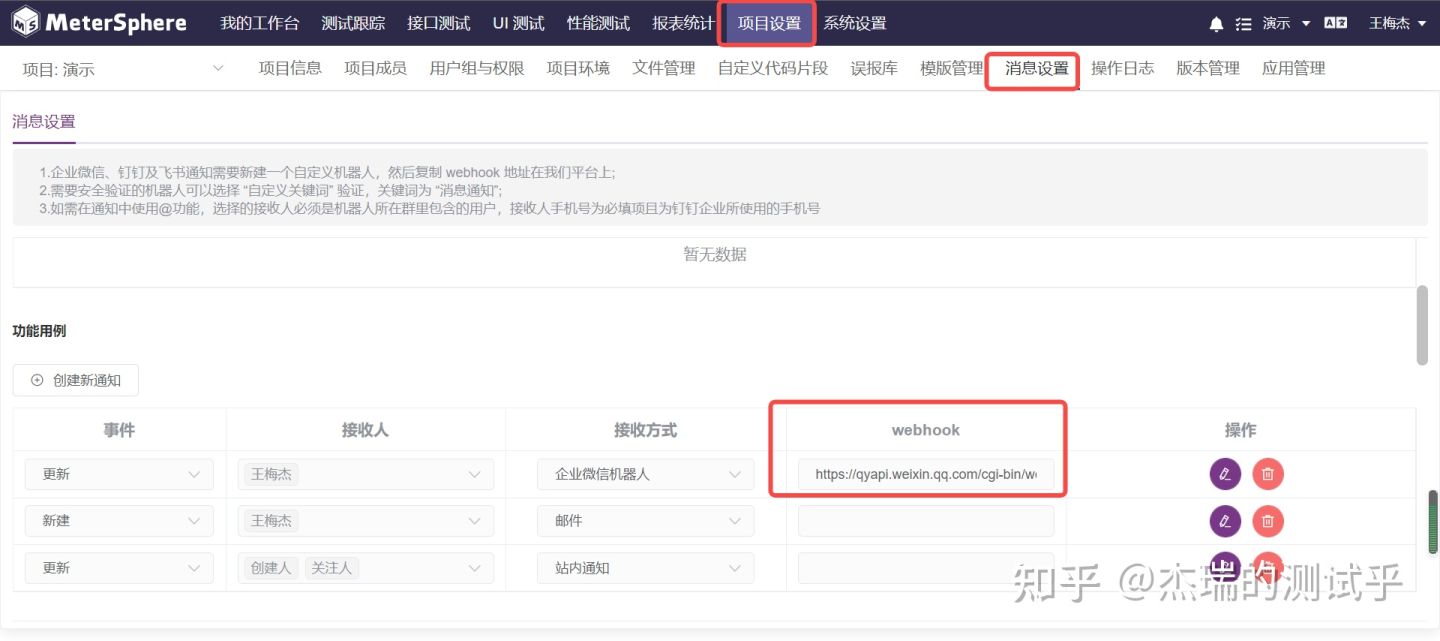 MeterSphere 我的工作台 测试跟踪 接口测试 UI 测试 性能测试 报表统计 项目设置 系统设置 演示 王梅杰
项目: 演示 项目信息 项目成员 用户组与权限 项目环境 文件管理 自定义代码片段 误报库 模版管理 消息设置 操作日志 版本管理 应用管理
消息设置
1.企业微信、钉钉及飞书通知需要新建一个自定义机器人，然后复制 webhook 地址在我们平台上;
2.需要安全验证的机器人可以选择 “自定义关键词” 验证，关键词为 “消息通知”;
3.如需在通知中使用@功能，选择的接收人必须是机器人所在群里包含的用户，接收人手机号为必填项目为钉钉企业所使用的手机号
暂无数据
功能用例
创建新通知
事件 接收人 接收方式 webhook 操作
更新 王梅杰 企业微信机器人 https://qyapi.weixin.qq.com/cgi-bin/w
新建 王梅杰 邮件
更新 创建人 关注人 站内通知
知乎 @杰瑞的测试乎